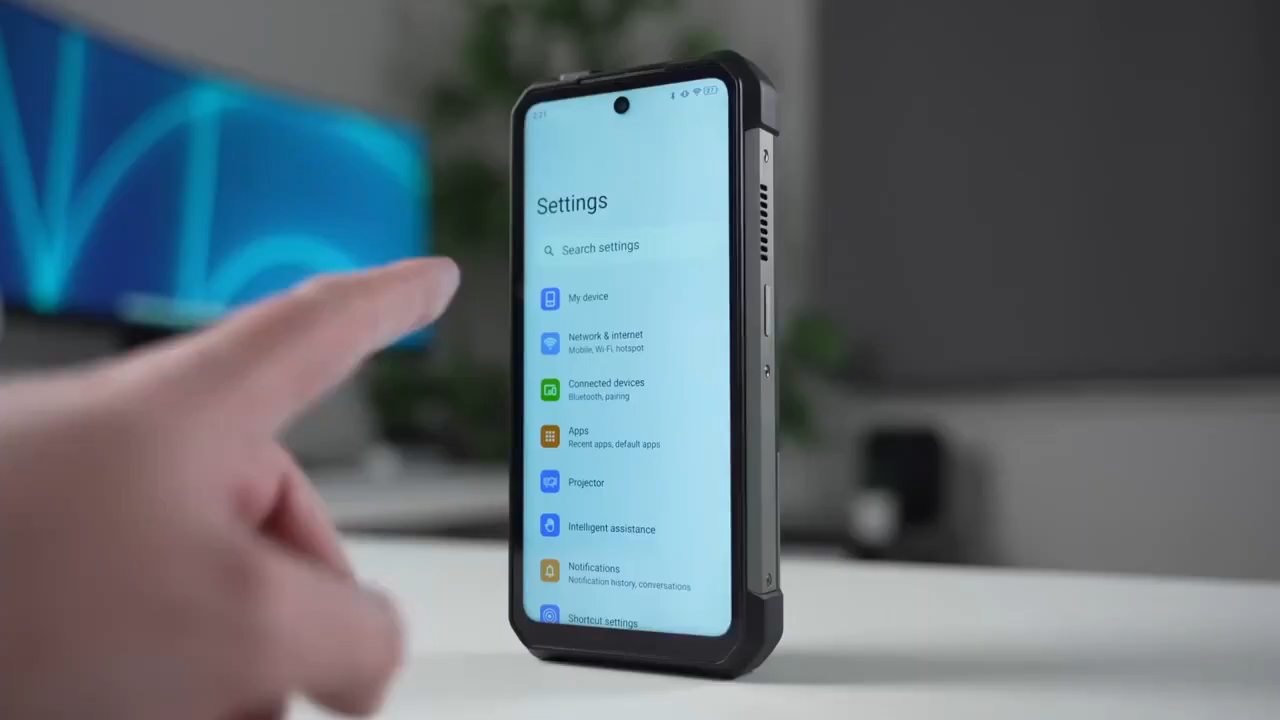 Settings
Search settings
My device
Network & internet
Mobile, Wi-Fi, hotspot
Connected devices
Bluetooth, pairing
Apps
Recent apps, default apps
Projector
Intelligent assistance
Notifications
Notification history, conversations
Shortcut settings